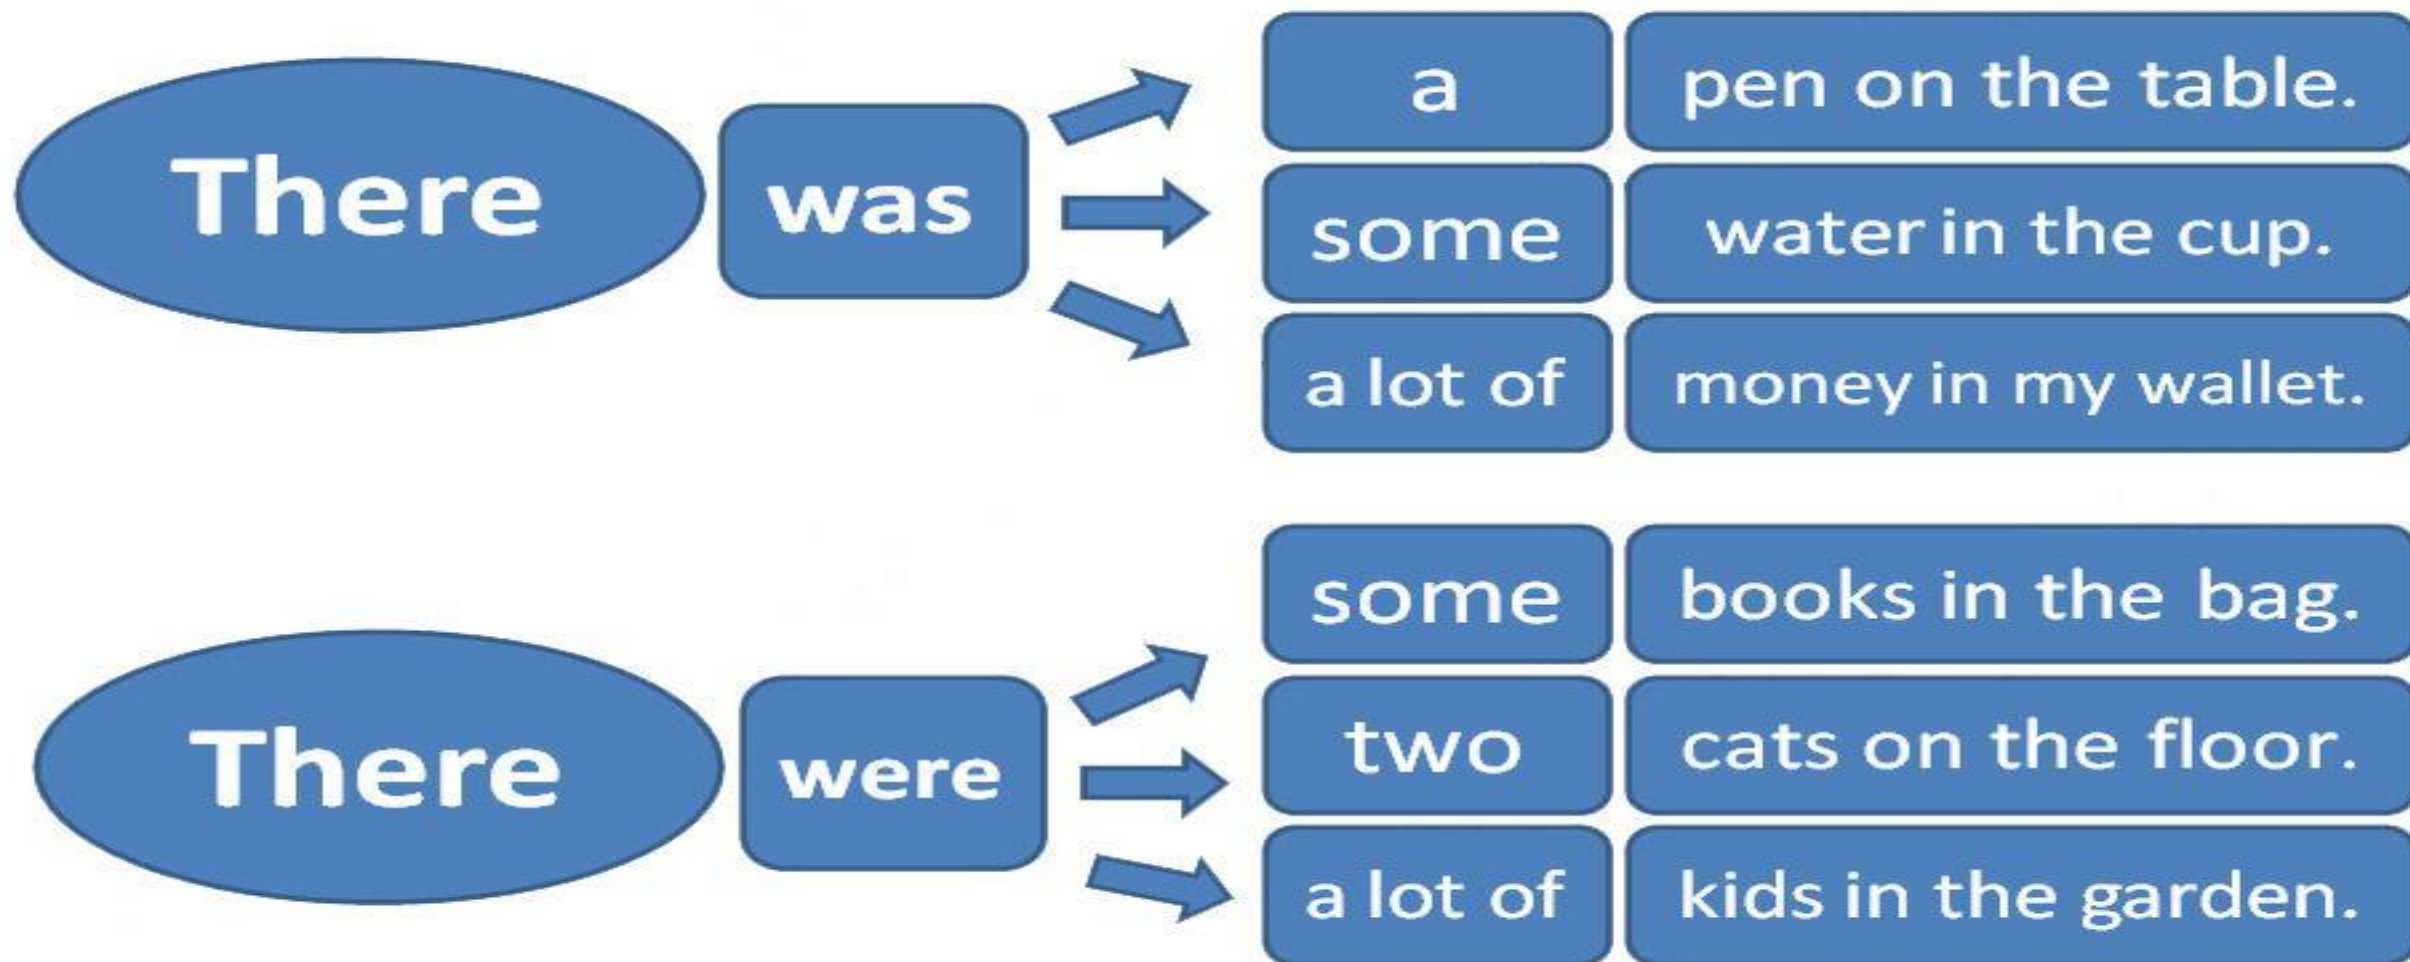 There was
a pen on the table.
some water in the cup.
a lot of money in my wallet.
There were
some books in the bag.
two cats on the floor.
a lot of kids in the garden.